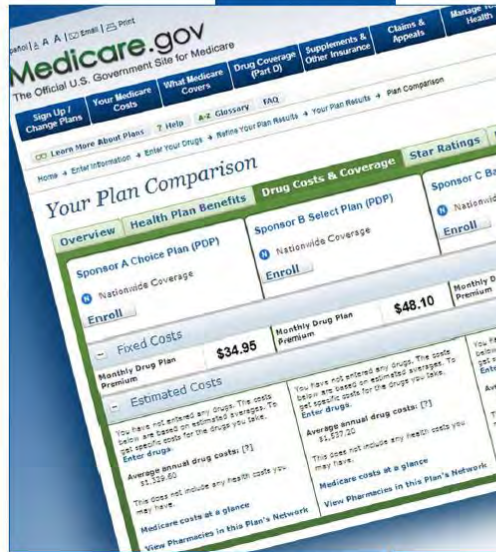 A A | Email | Print
Medicare.gov
The Official U.S. Government Site for Medicare
Sign Up / Change Plans
Your Medicare Costs
What Medicare Covers
Drug Coverage (Part D)
Supplements & Other Insurance
Claims & Appeals
Manage
Health
Learn More About Plans ? Help A-Z Glossary FAQ
Home → Enter Information → Enter Your Drugs → Refine Your Plan Results → Your Plan Results → Plan Comparison
Your Plan Comparison
Overview Health Plan Benefits Drug Costs & Coverage Star Ratings
Sponsor A Choice Plan (PDP)
N Nationwide Coverage
Enroll
Sponsor B Select Plan (PDP)
N Nationwide Coverage
Enroll
Sponsor C
N
Enroll
Fixed Costs
Monthly Drug Plan
Premium
$34.95
Monthly Drug Plan
Premium
$48.10
Monthly
Premium
Estimated Costs
You have not entered any drugs. The costs
below are based on estimated averages. To
get specific costs for the drugs you take.
Enter drugs.
Average annual drug costs: [?]
This does not include any health costs you
may have.
Medicare costs at a glance
View Pharmacies in this Plan's Network
You have not entered any drugs. The costs
below are based on estimated averages. To
get specific costs for the drugs you take.
Enter drugs.
Average annual drug costs: [?]
$1,537.20
This does not include any health costs you
may have.
Medicare costs at a glance
View Pharmacies in this Plan's Network